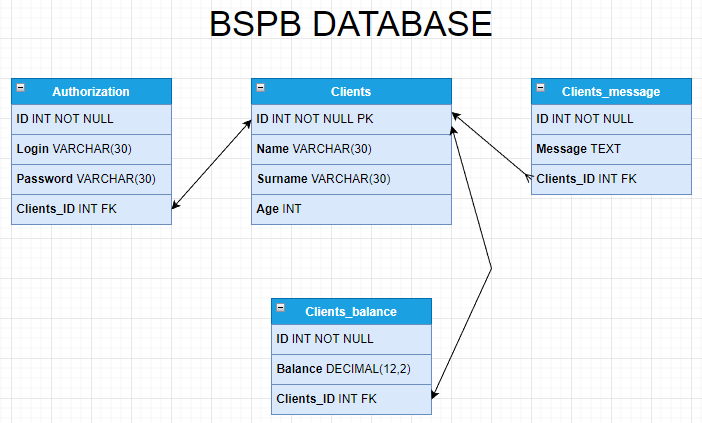 BSPB DATABASE
Authorization
ID INT NOT NULL
Login VARCHAR(30)
Password VARCHAR(30)
Clients_ID INT FK
Clients
ID INT NOT NULL PK
Name VARCHAR(30)
Surname VARCHAR(30)
Age INT
Clients_message
ID INT NOT NULL
Message TEXT
Clients_ID INT FK
Clients_balance
ID INT NOT NULL
Balance DECIMAL(12,2)
Clients_ID INT FK